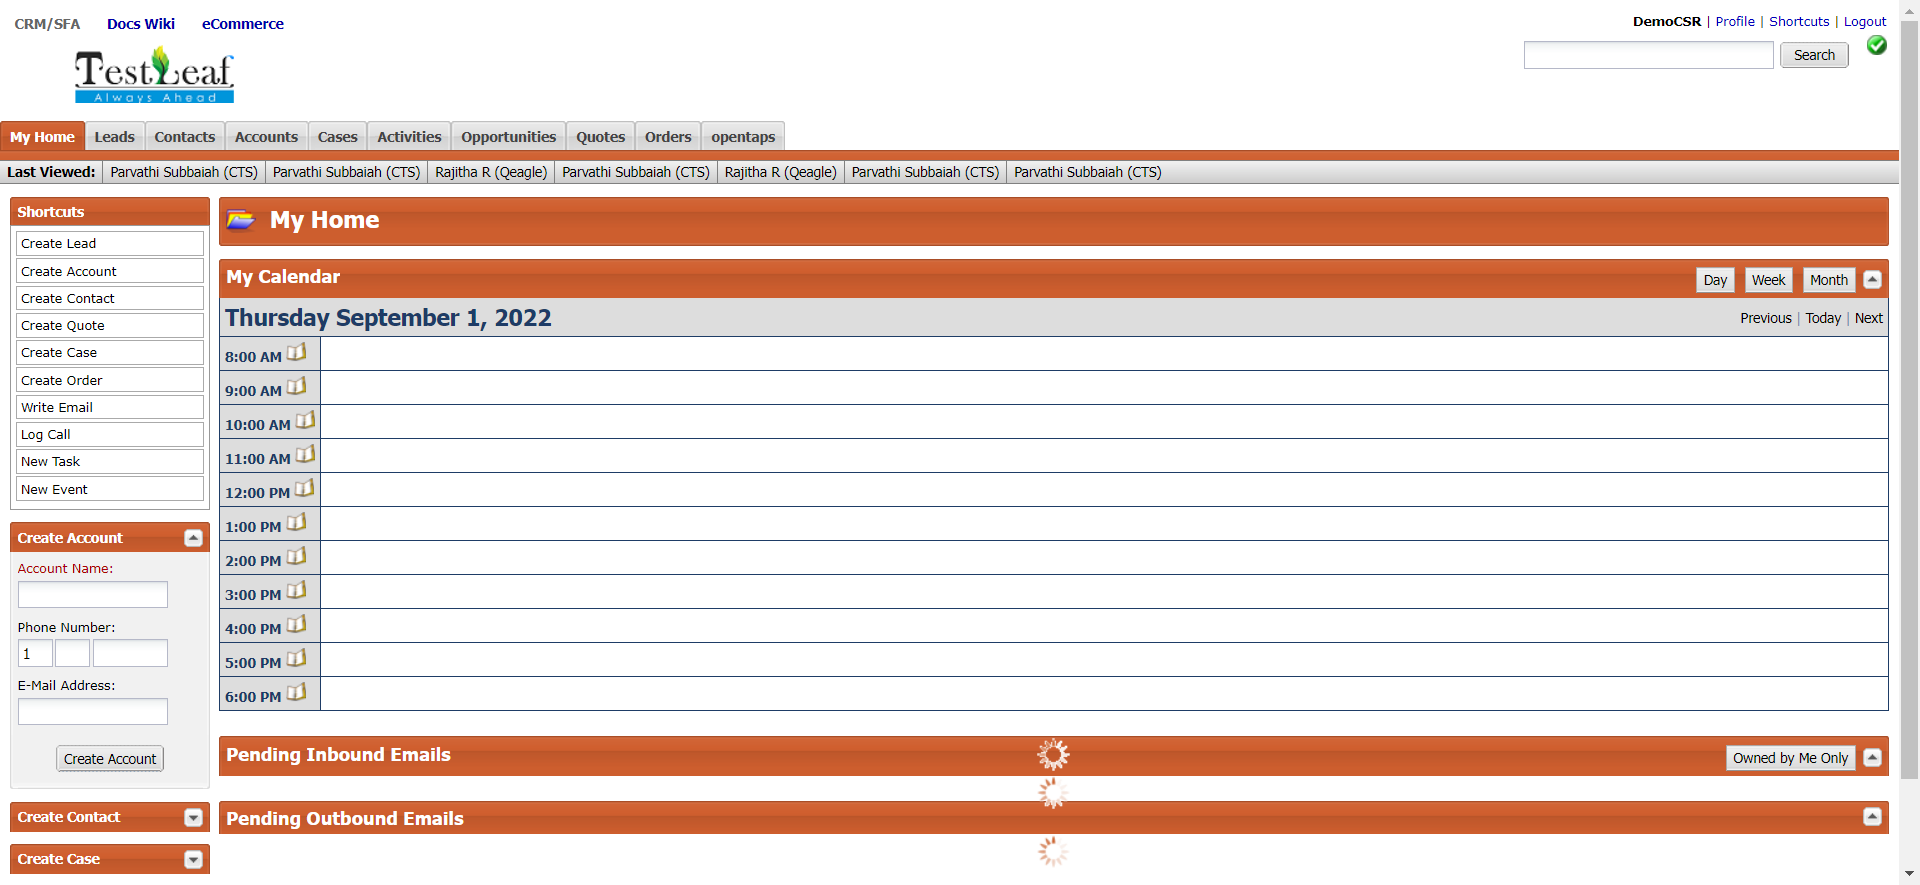 CRM/SFA Docs Wiki eCommerce
DemoCSR | Profile | Shortcuts | Logout
Search
TestLeaf
Always Ahead
My Home Leads Contacts Accounts Cases Activities Opportunities Quotes Orders opentaps
Last Viewed: Parvathi Subbaiah (CTS) Parvathi Subbaiah (CTS) Rajitha R (Qeagle) Parvathi Subbaiah (CTS) Rajitha R (Qeagle) Parvathi Subbaiah (CTS) Parvathi Subbaiah (CTS)
Shortcuts
Create Lead
Create Account
Create Contact
Create Quote
Create Case
Create Order
Write Email
Log Call
New Task
New Event
Create Account
Account Name:
Phone Number:
1
E-Mail Address:
Create Account
Create Contact
Create Case
My Home
My Calendar
Day Week Month
Thursday September 1, 2022
Previous | Today | Next
8:00 AM
9:00 AM
10:00 AM
11:00 AM
12:00 PM
1:00 PM
2:00 PM
3:00 PM
4:00 PM
5:00 PM
6:00 PM
Pending Inbound Emails
Owned by Me Only
Pending Outbound Emails